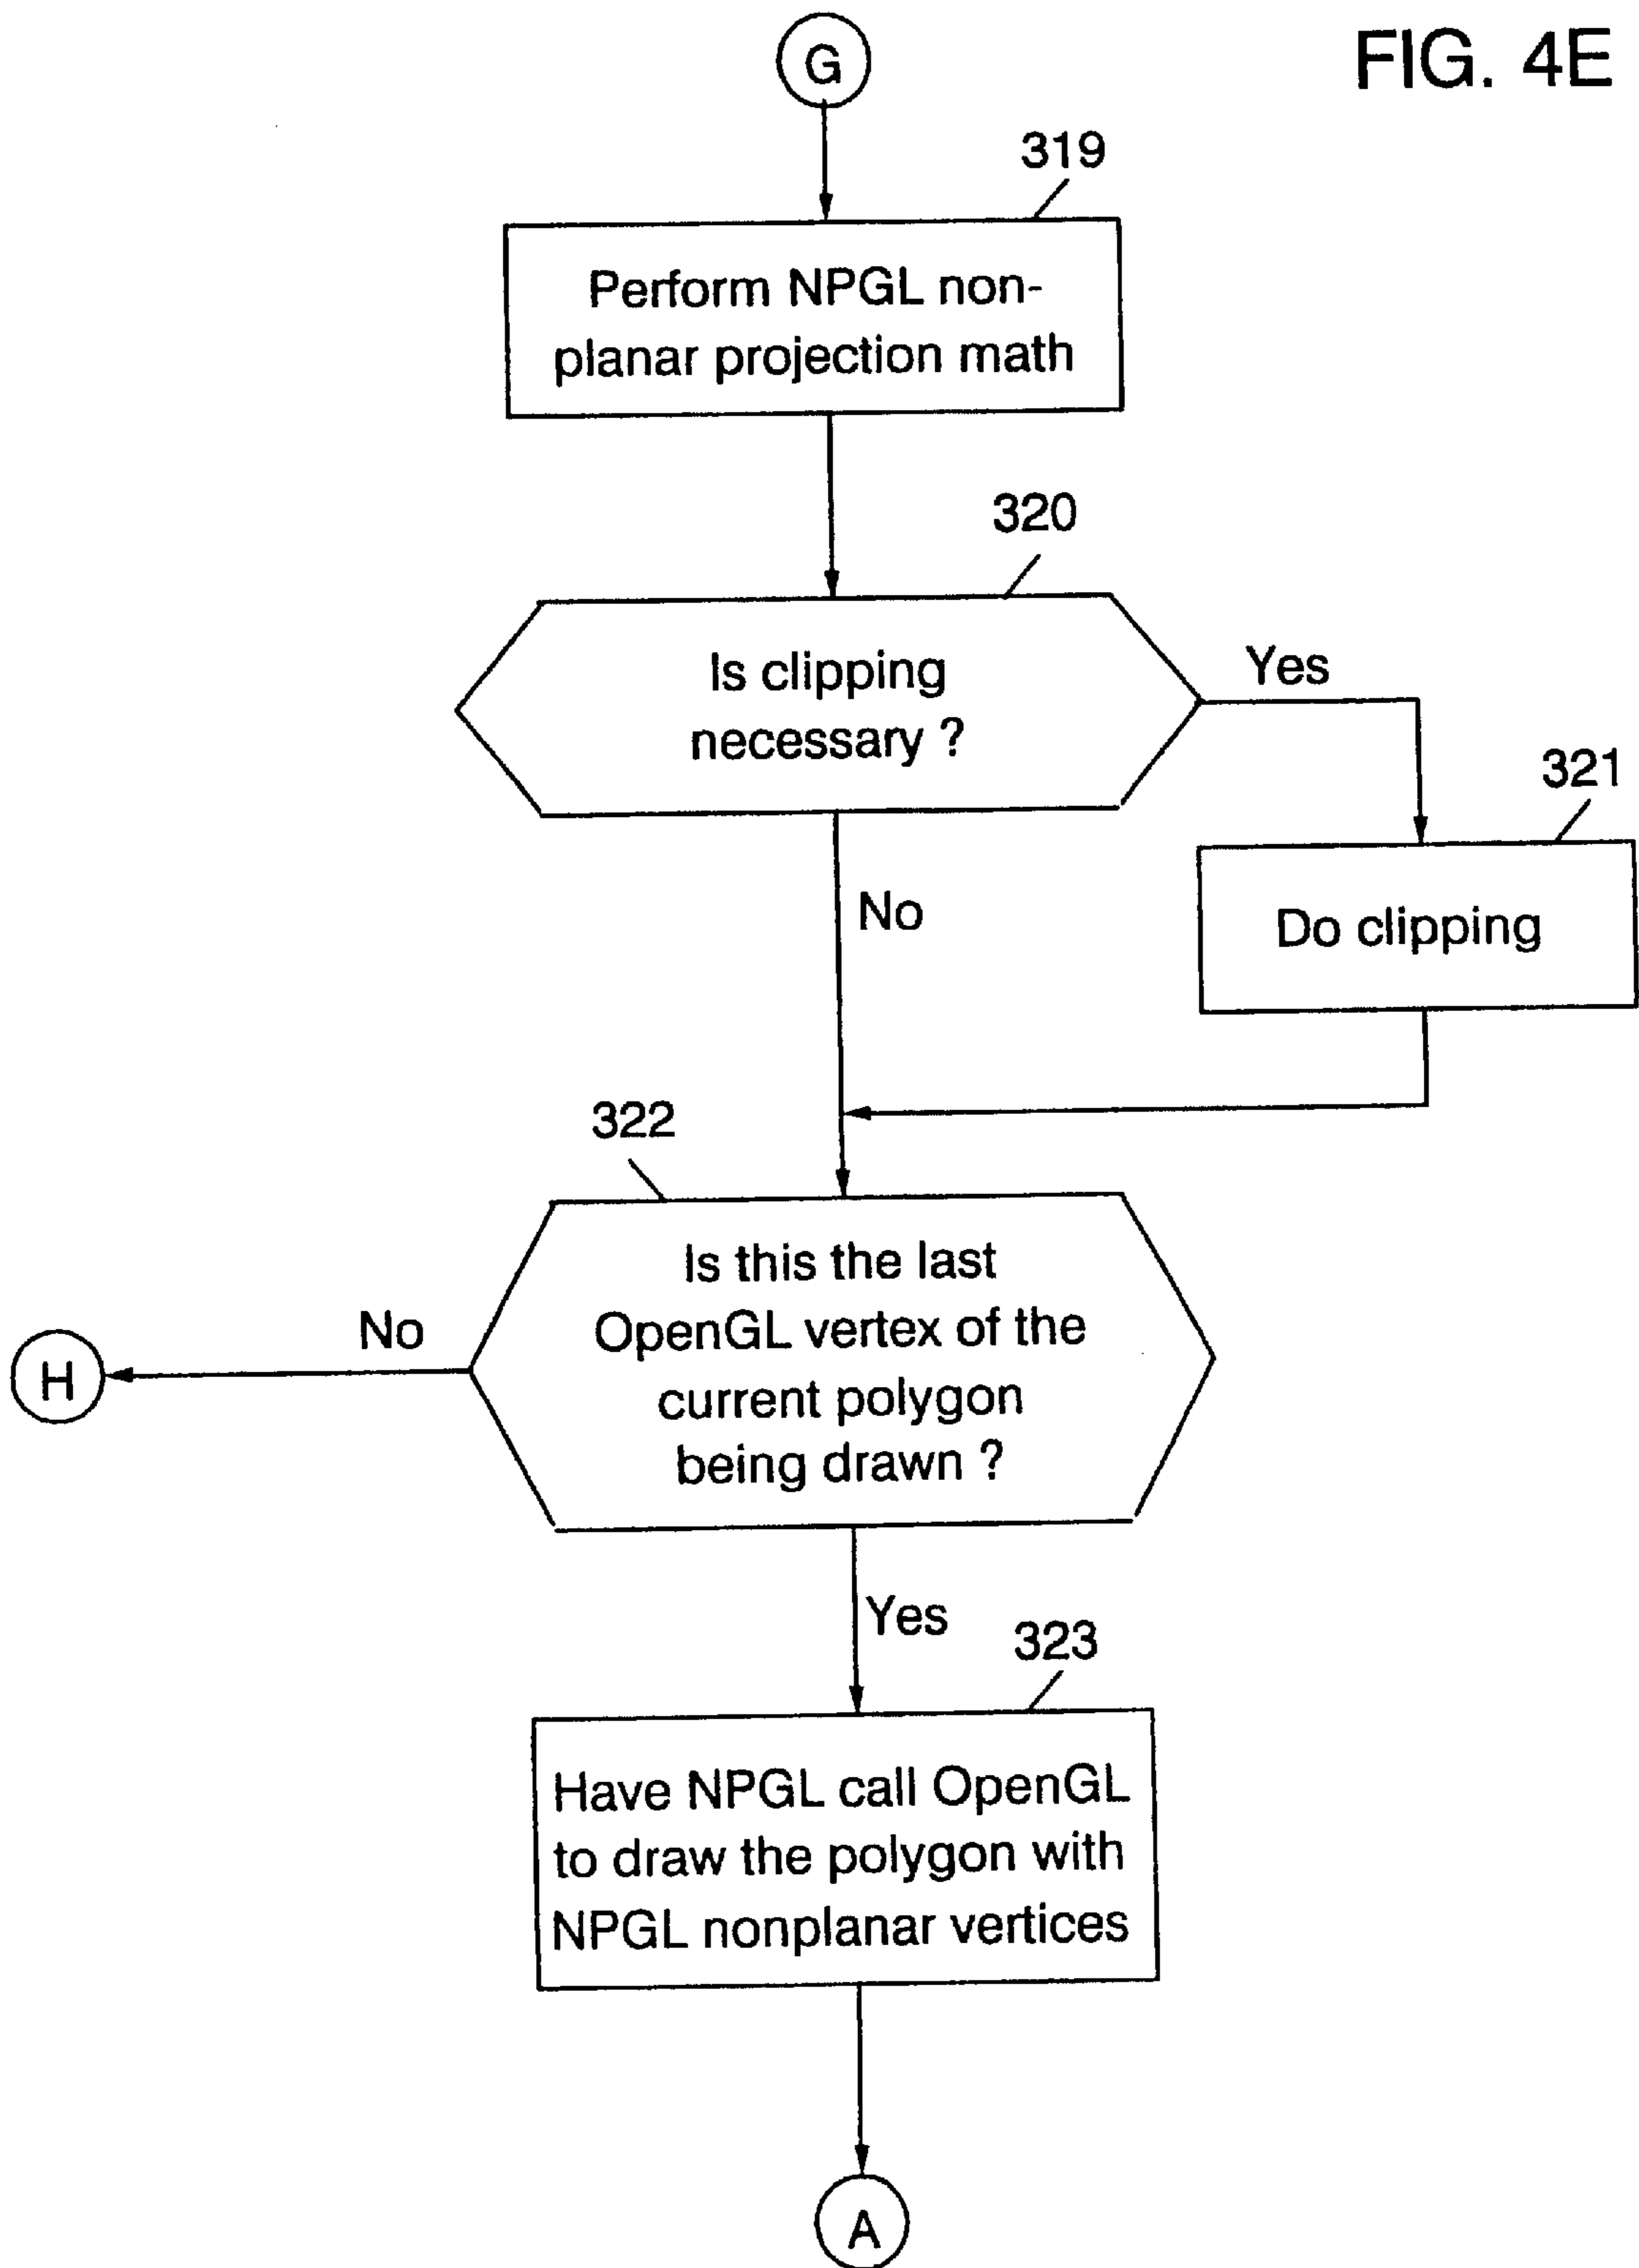 FIG. 4E
G
319
Perform NPGL non-
planar projection math
320
Is clipping
necessary ?
Yes
321
Do clipping
No
322
Is this the last
OpenGL vertex of the
current polygon
being drawn ?
No
H
Yes
323
Have NPGL call OpenGL
to draw the polygon with
NPGL nonplanar vertices
A